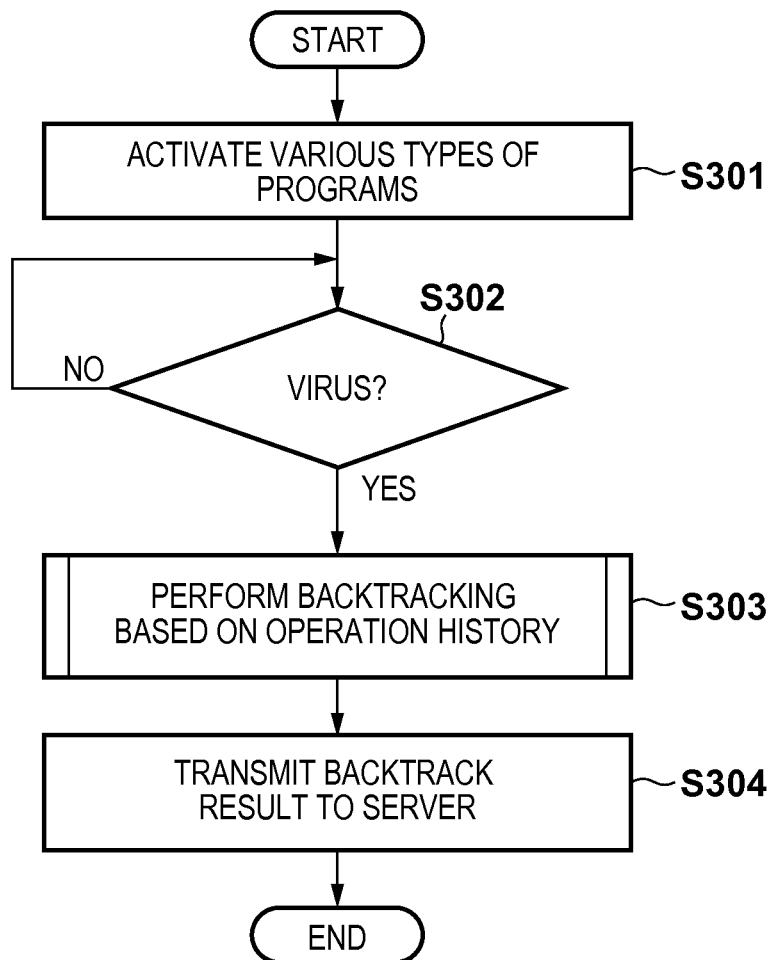 START
ACTIVATE VARIOUS TYPES OF
PROGRAMS
S301
S302
NO
VIRUS?
YES
PERFORM BACKTRACKING
BASED ON OPERATION HISTORY
S303
TRANSMIT BACKTRACK
RESULT TO SERVER
S304
END